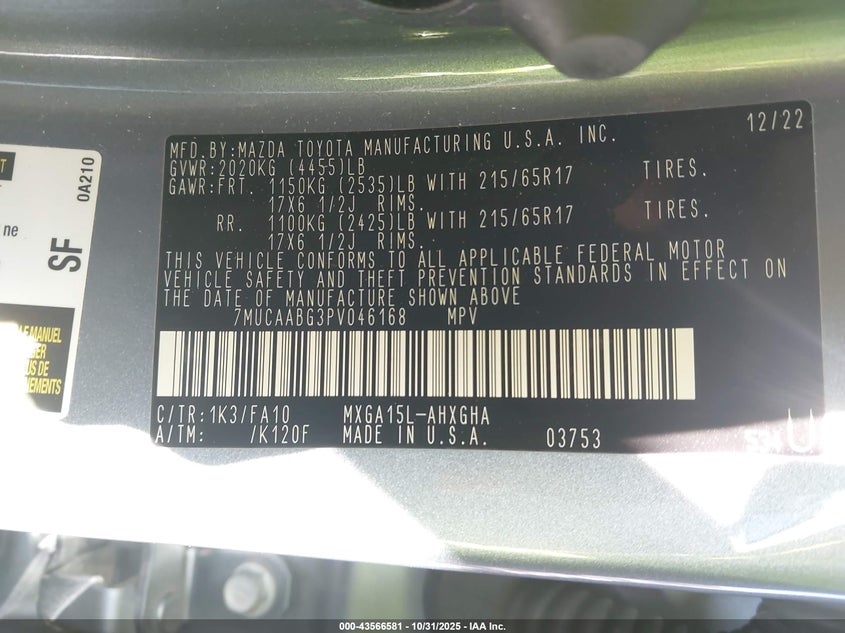 MFD.BY:MAZDA TOYOTA MANUFACTURING U.S.A. INC. 12/22
GVWR:2020KG (4455)LB
GAWR:FRT. 1150KG (2535)LB WITH 215/65R17 TIRES.
17X6 1/2J RIMS.
RR. 1100KG (2425)LB WITH 215/65R17 TIRES.
17X6 1/2J RIMS.
THIS VEHICLE CONFORMS TO ALL APPLICABLE FEDERAL MOTOR
VEHICLE SAFETY AND THEFT PREVENTION STANDARDS IN EFFECT ON
THE DATE OF MANUFACTURE SHOWN ABOVE
7MUCAABG3PV046168 MPV
C/TR:1K3/FA10 MXGA15L-AHXGHA
A/TM: /K120F MADE IN U.S.A. 03753
U
0A210
SF
ne
MANUEL
US DE
000-43566581 - 10/31/2025 - IAA Inc.